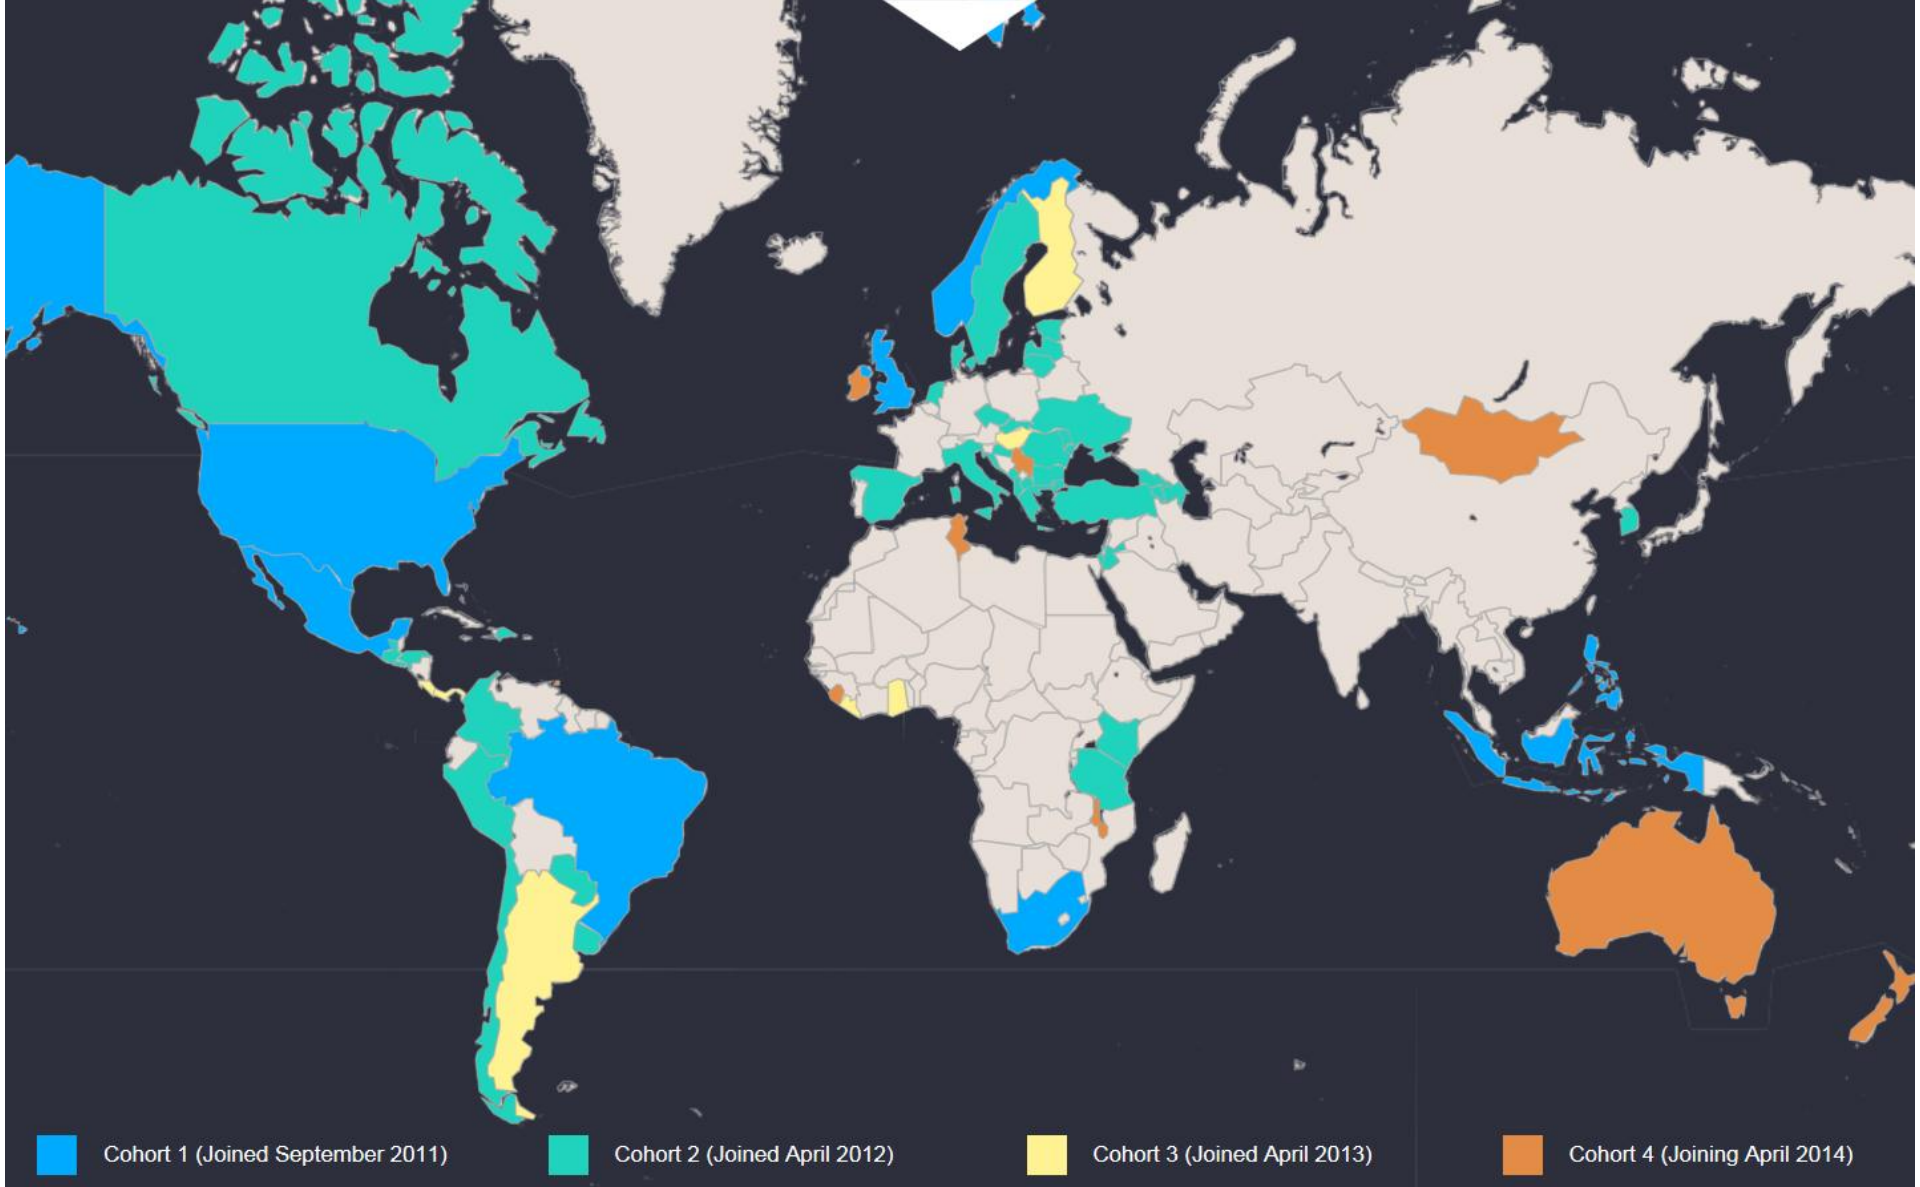 Cohort 1 (Joined September 2011)
Cohort 2 (Joined April 2012)
Cohort 3 (Joined April 2013)
Cohort 4 (Joining April 2014)